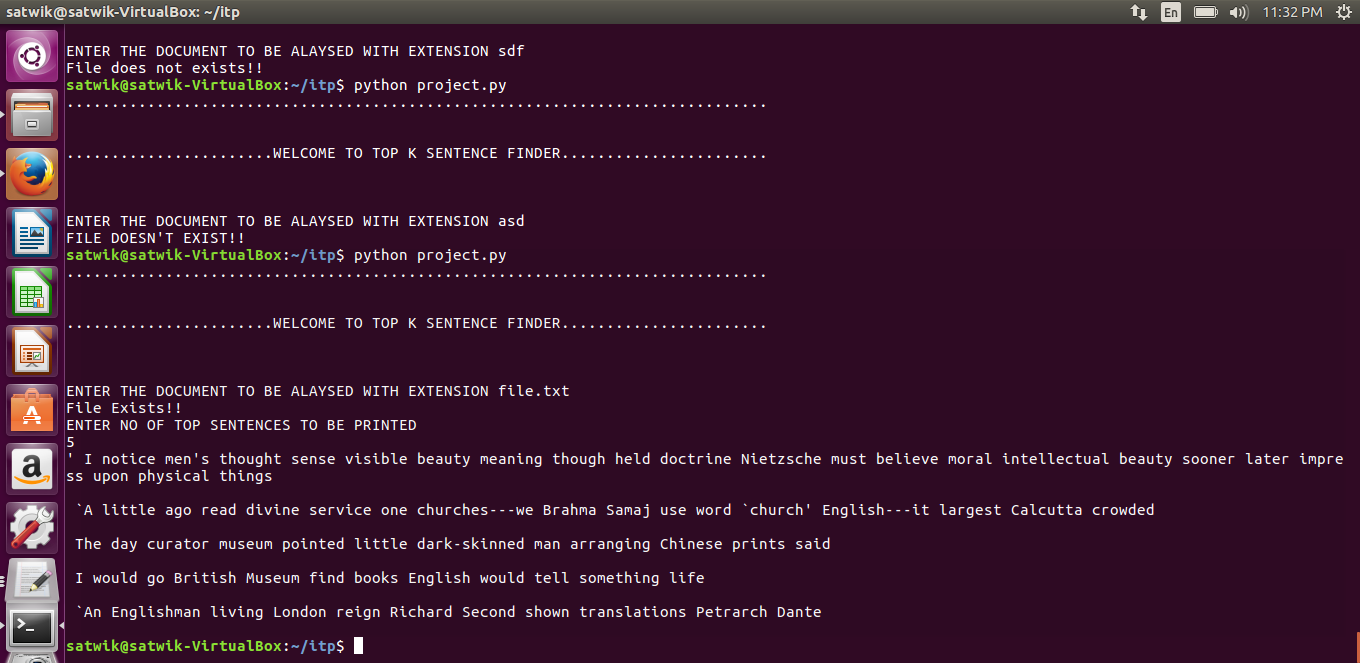 satwik@satwik-VirtualBox: ~/itp
En
11:32 PM
ENTER THE DOCUMENT TO BE ALAYSED WITH EXTENSION sdf
File does not exists!!
satwik@satwik-VirtualBox:~/itp$ python project.py
..............................................................................
.......................WELCOME TO TOP K SENTENCE FINDER.......................
ENTER THE DOCUMENT TO BE ALAYSED WITH EXTENSION asd
FILE DOESN'T EXIST!!
satwik@satwik-VirtualBox:~/itp$ python project.py
..............................................................................
.......................WELCOME TO TOP K SENTENCE FINDER.......................
ENTER THE DOCUMENT TO BE ALAYSED WITH EXTENSION file.txt
File Exists!!
ENTER NO OF TOP SENTENCES TO BE PRINTED
5
' I notice men's thought sense visible beauty meaning though held doctrine Nietzsche must believe moral intellectual beauty sooner later impre
ss upon physical things
`A little ago read divine service one churches---we Brahma Samaj use word `church' English---it largest Calcutta crowded
The day curator museum pointed little dark-skinned man arranging Chinese prints said
I would go British Museum find books English would tell something life
`An Englishman living London reign Richard Second shown translations Petrarch Dante
satwik@satwik-VirtualBox:~/itp$